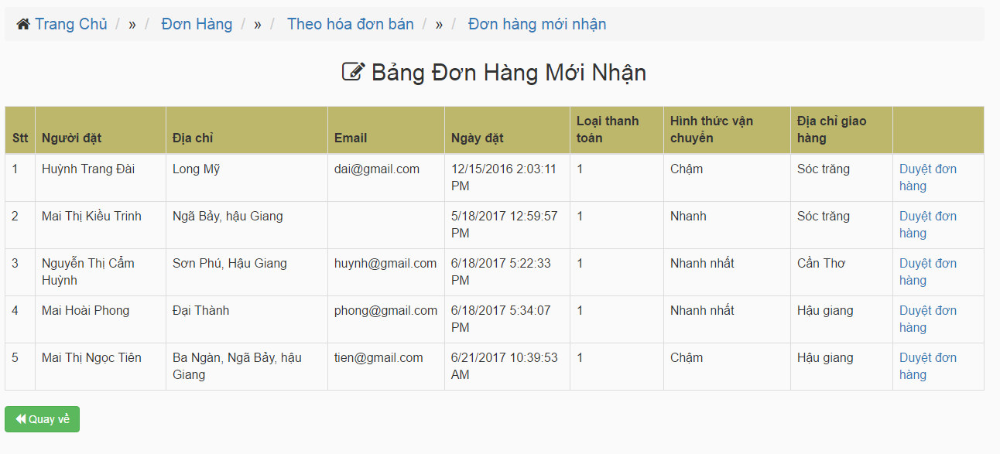 Trang Chủ / » / Đơn Hàng / » / Theo hóa đơn bán / » / Đơn hàng mới nhận
Bảng Đơn Hàng Mới Nhận
Stt Người đặt Địa chỉ Email Ngày đặt Loại thanh toán Hình thức vận chuyển Địa chỉ giao hàng
1 Huỳnh Trang Đài Long Mỹ dai@gmail.com 12/15/2016 2:03:11 PM 1 Chậm Sóc trăng Duyệt đơn hàng
2 Mai Thị Kiều Trinh Ngã Bảy, hậu Giang 5/18/2017 12:59:57 PM 1 Nhanh Sóc trăng Duyệt đơn hàng
3 Nguyễn Thị Cẩm Huỳnh Sơn Phú, Hậu Giang huynh@gmail.com 6/18/2017 5:22:33 PM 1 Nhanh nhất Cần Thơ Duyệt đơn hàng
4 Mai Hoài Phong Đại Thành phong@gmail.com 6/18/2017 5:34:07 PM 1 Nhanh nhất Hậu giang Duyệt đơn hàng
5 Mai Thị Ngọc Tiên Ba Ngàn, Ngã Bảy, hậu Giang tien@gmail.com 6/21/2017 10:39:53 AM 1 Chậm Hậu giang Duyệt đơn hàng
Quay về